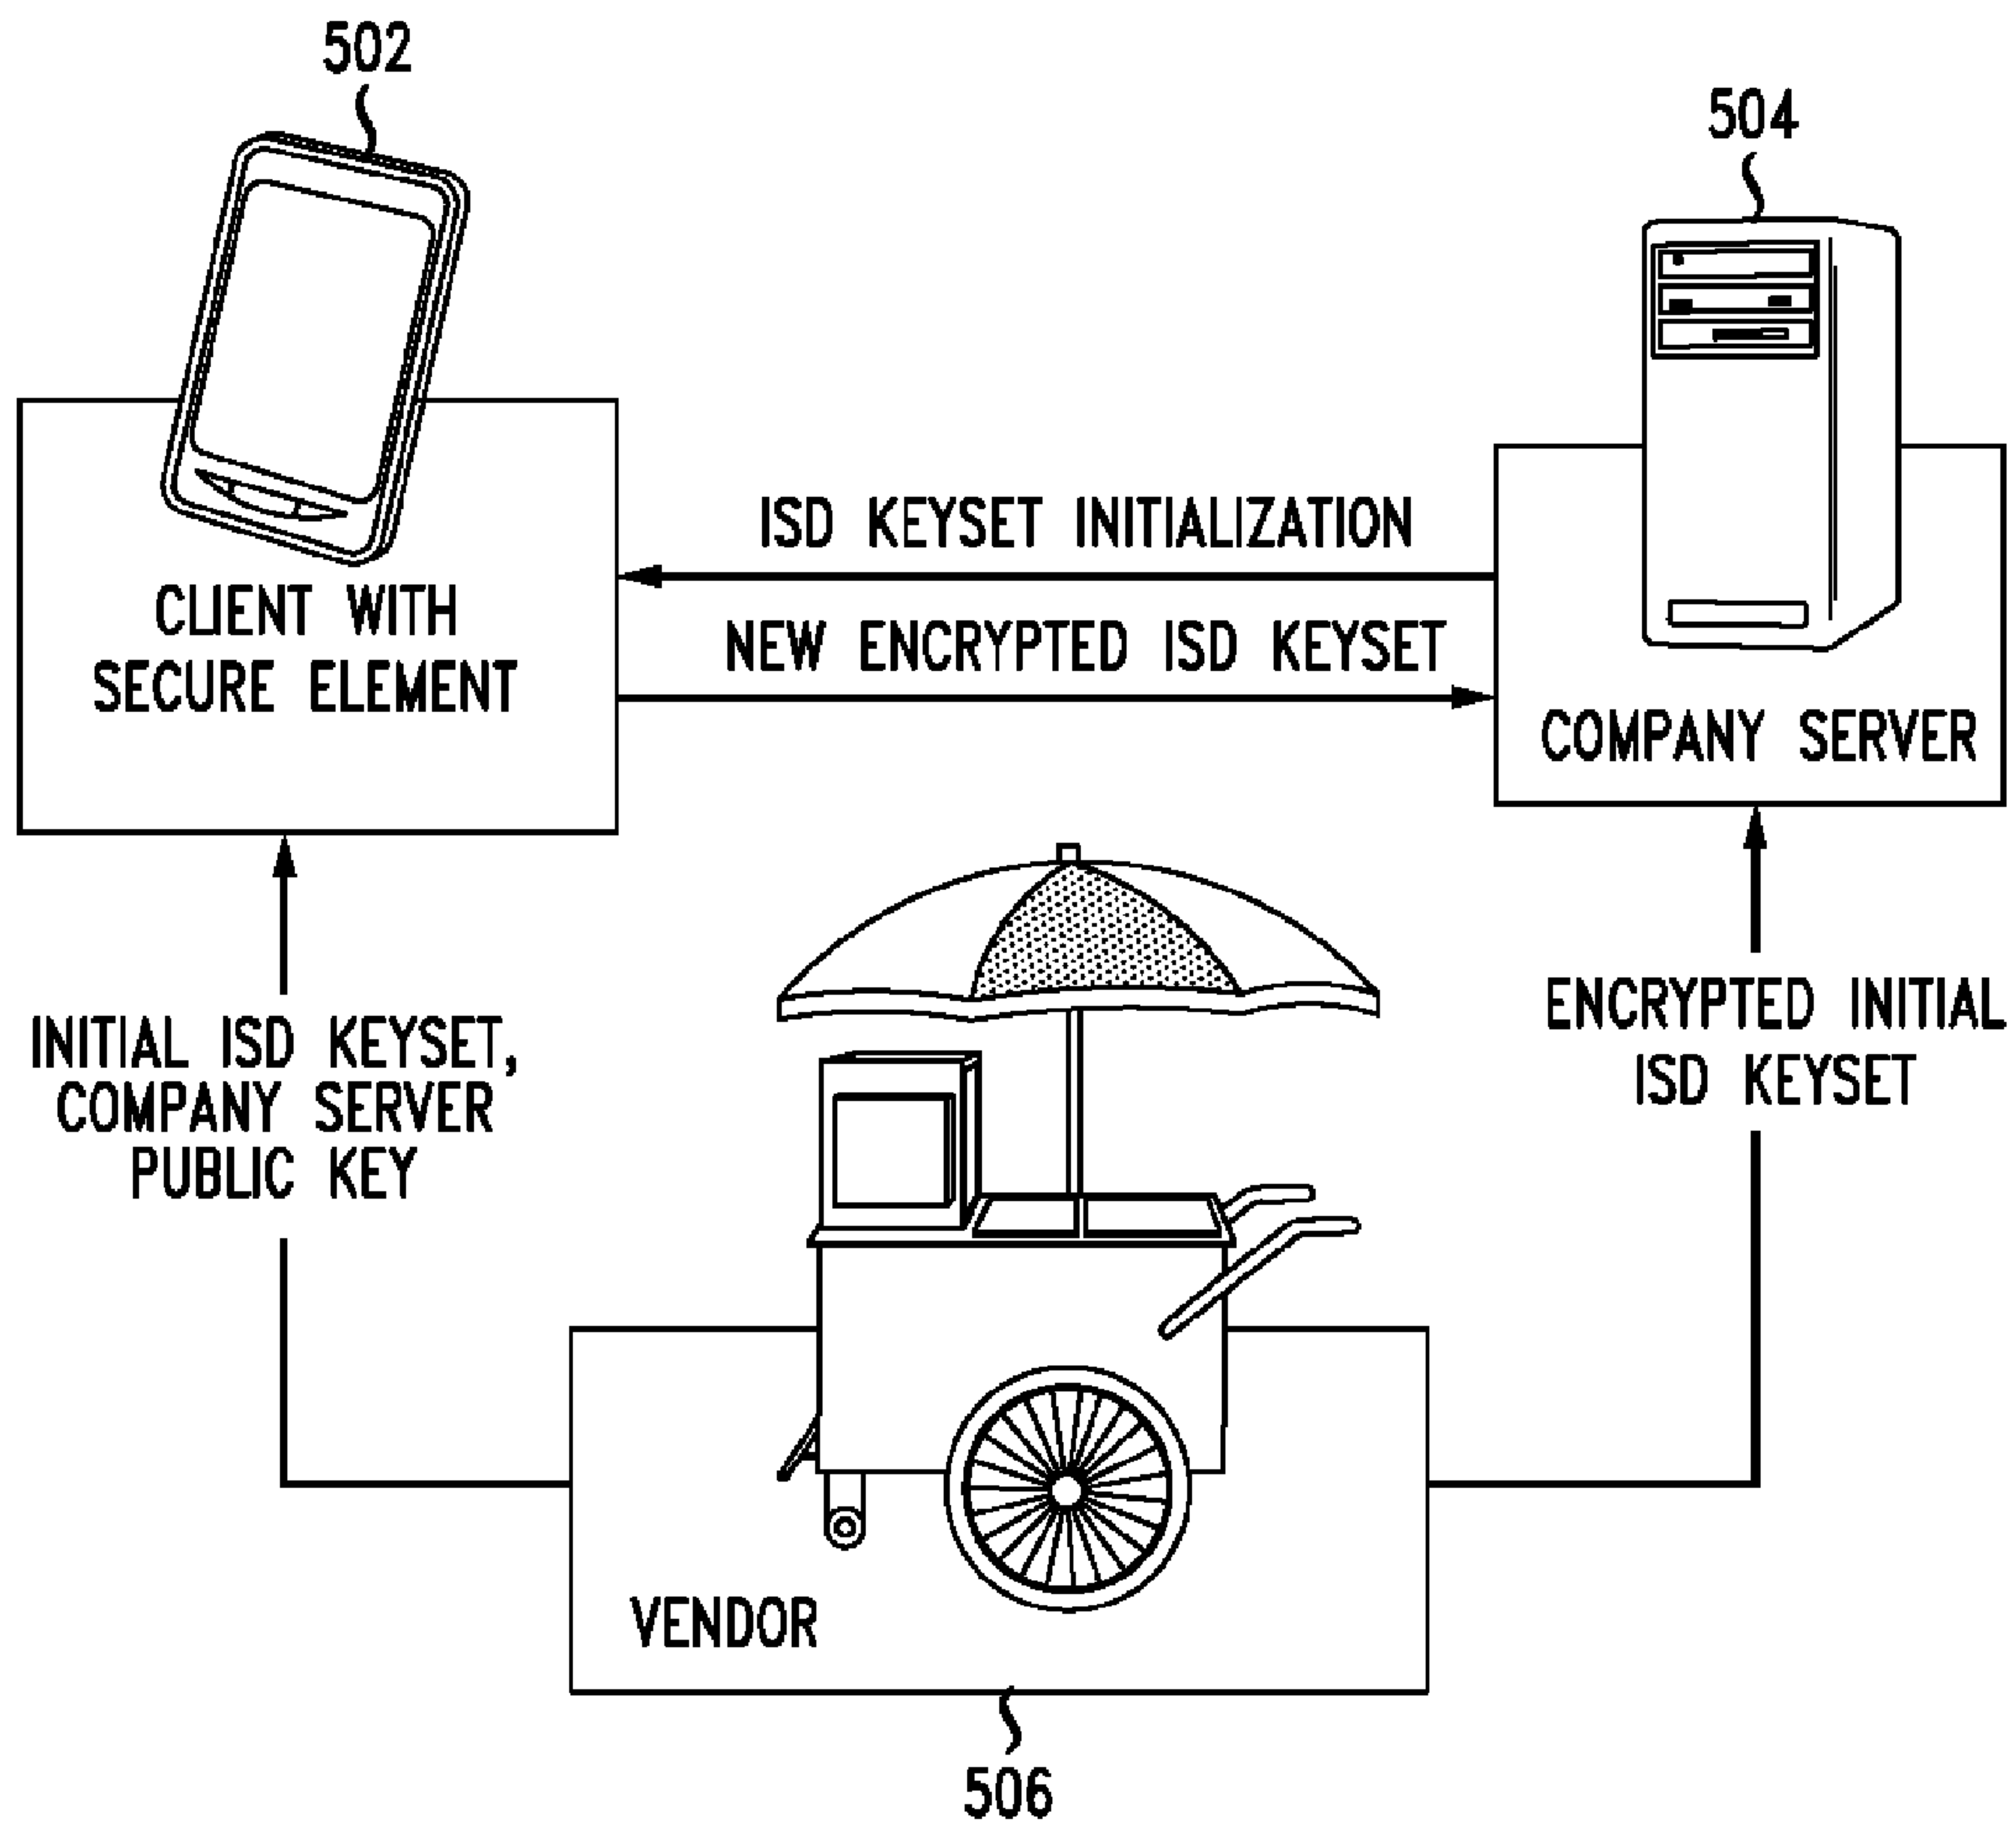 502
504
ISD KEYSET INITIALIZATION
CLIENT WITH
SECURE ELEMENT
NEW ENCRYPTED ISD KEYSET
COMPANY SERVER
INITIAL ISD KEYSET,
COMPANY SERVER
PUBLIC KEY
ENCRYPTED INITIAL
ISD KEYSET
VENDOR
506